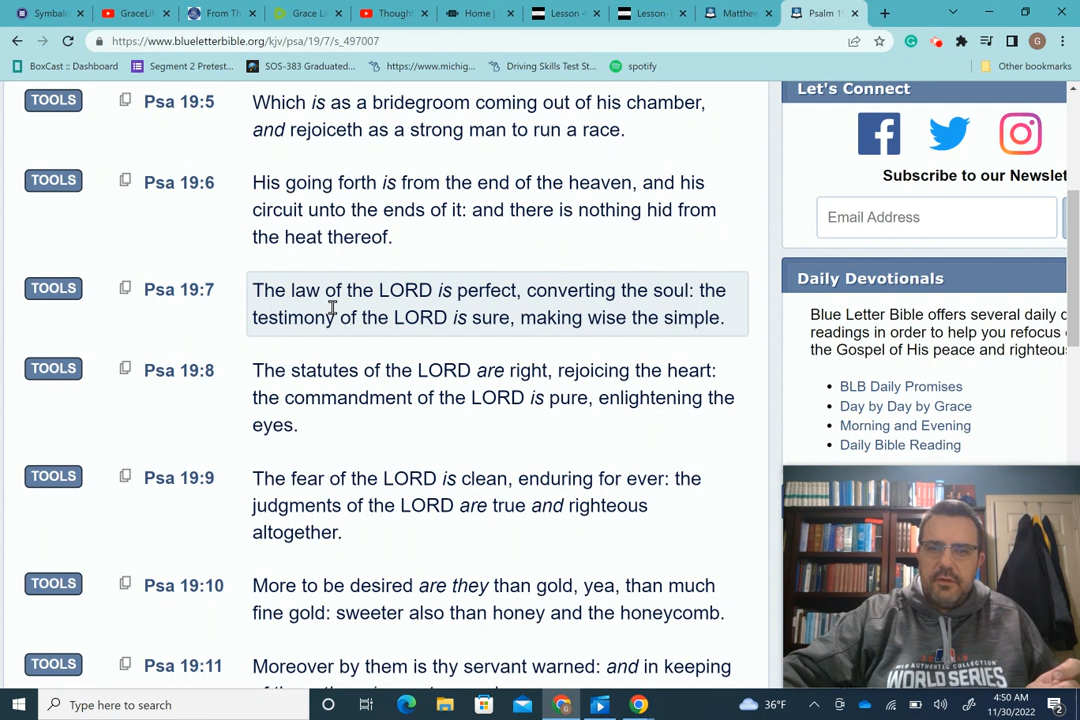 Symbalo
GraceLif
From Th
Grace Li
Thought
Home | T
Lesson 4
Lesson-
Matthew
Psalm 1
https://www.blueletterbible.org/kjv/psa/19/7/s_497007
G
BoxCast :: Dashboard
Segment 2 Pretest...
SOS-383 Graduated...
https://www.michig...
Driving Skills Test St...
spotify
Other bookmarks
TOOLS
Psa 19:5
Which is as a bridegroom coming out of his chamber,
and rejoiceth as a strong man to run a race.
TOOLS
Psa 19:6
His going forth is from the end of the heaven, and his
circuit unto the ends of it: and there is nothing hid from
the heat thereof.
TOOLS
Psa 19:7
The law of the LORD is perfect, converting the soul: the
testimony of the LORD is sure, making wise the simple.
TOOLS
Psa 19:8
The statutes of the LORD are right, rejoicing the heart:
the commandment of the LORD is pure, enlightening the
eyes.
TOOLS
Psa 19:9
The fear of the LORD is clean, enduring for ever: the
judgments of the LORD are true and righteous
altogether.
TOOLS
Psa 19:10
More to be desired are they than gold, yea, than much
fine gold: sweeter also than honey and the honeycomb.
TOOLS
Psa 19:11
Moreover by them is thy servant warned: and in keeping
Let's Connect
Subscribe to our Newslet
Email Address
Daily Devotionals
Blue Letter Bible offers several daily
readings in order to help you refocus
the Gospel of His peace and righteou
BLB Daily Promises
Day by Day by Grace
Morning and Evening
Daily Bible Reading
WORLD SERIES
Type here to search
36°F
4:50 AM
11/30/2022
2